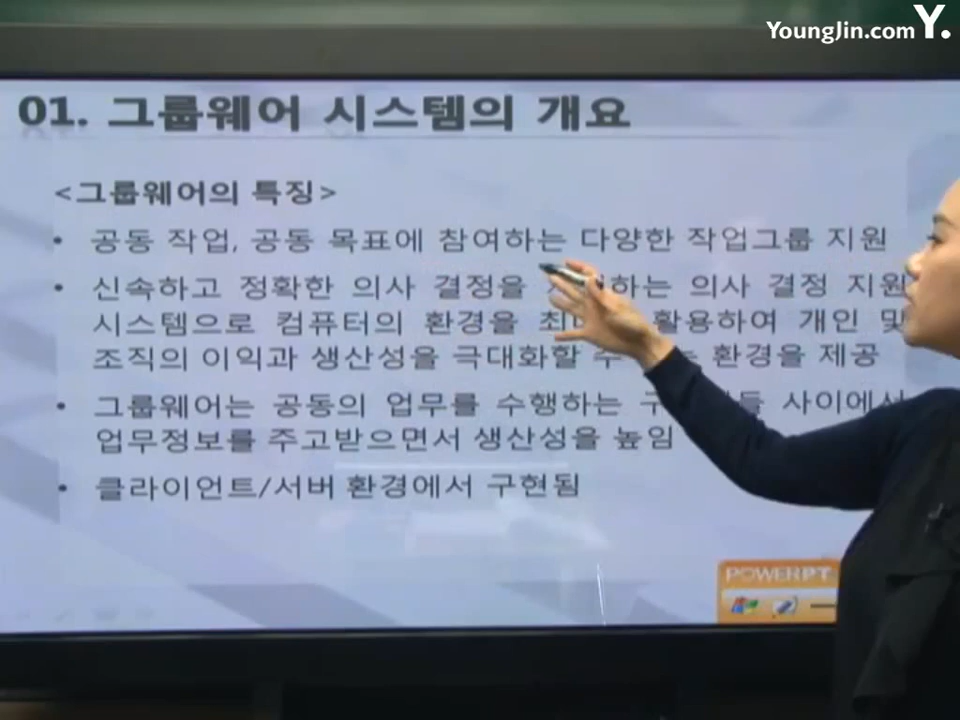 YoungJin.com Y.
01. 그룹웨어 시스템의 개요
<그룹웨어의 특징>
• 공동 작업, 공동 목표에 참여하는 다양한 작업그룹 지원
• 신속하고 정확한 의사 결정을 하는 의사 결정 지원
시스템으로 컴퓨터의 환경을 활용하여 개인 및
조직의 이익과 생산성을 극대화할 환경을 제공
• 그룹웨어는 공동의 업무를 수행하는 사이에서
업무정보를 주고받으면서 생산성을 높임
• 클라이언트/서버 환경에서 구현됨
POWERPT